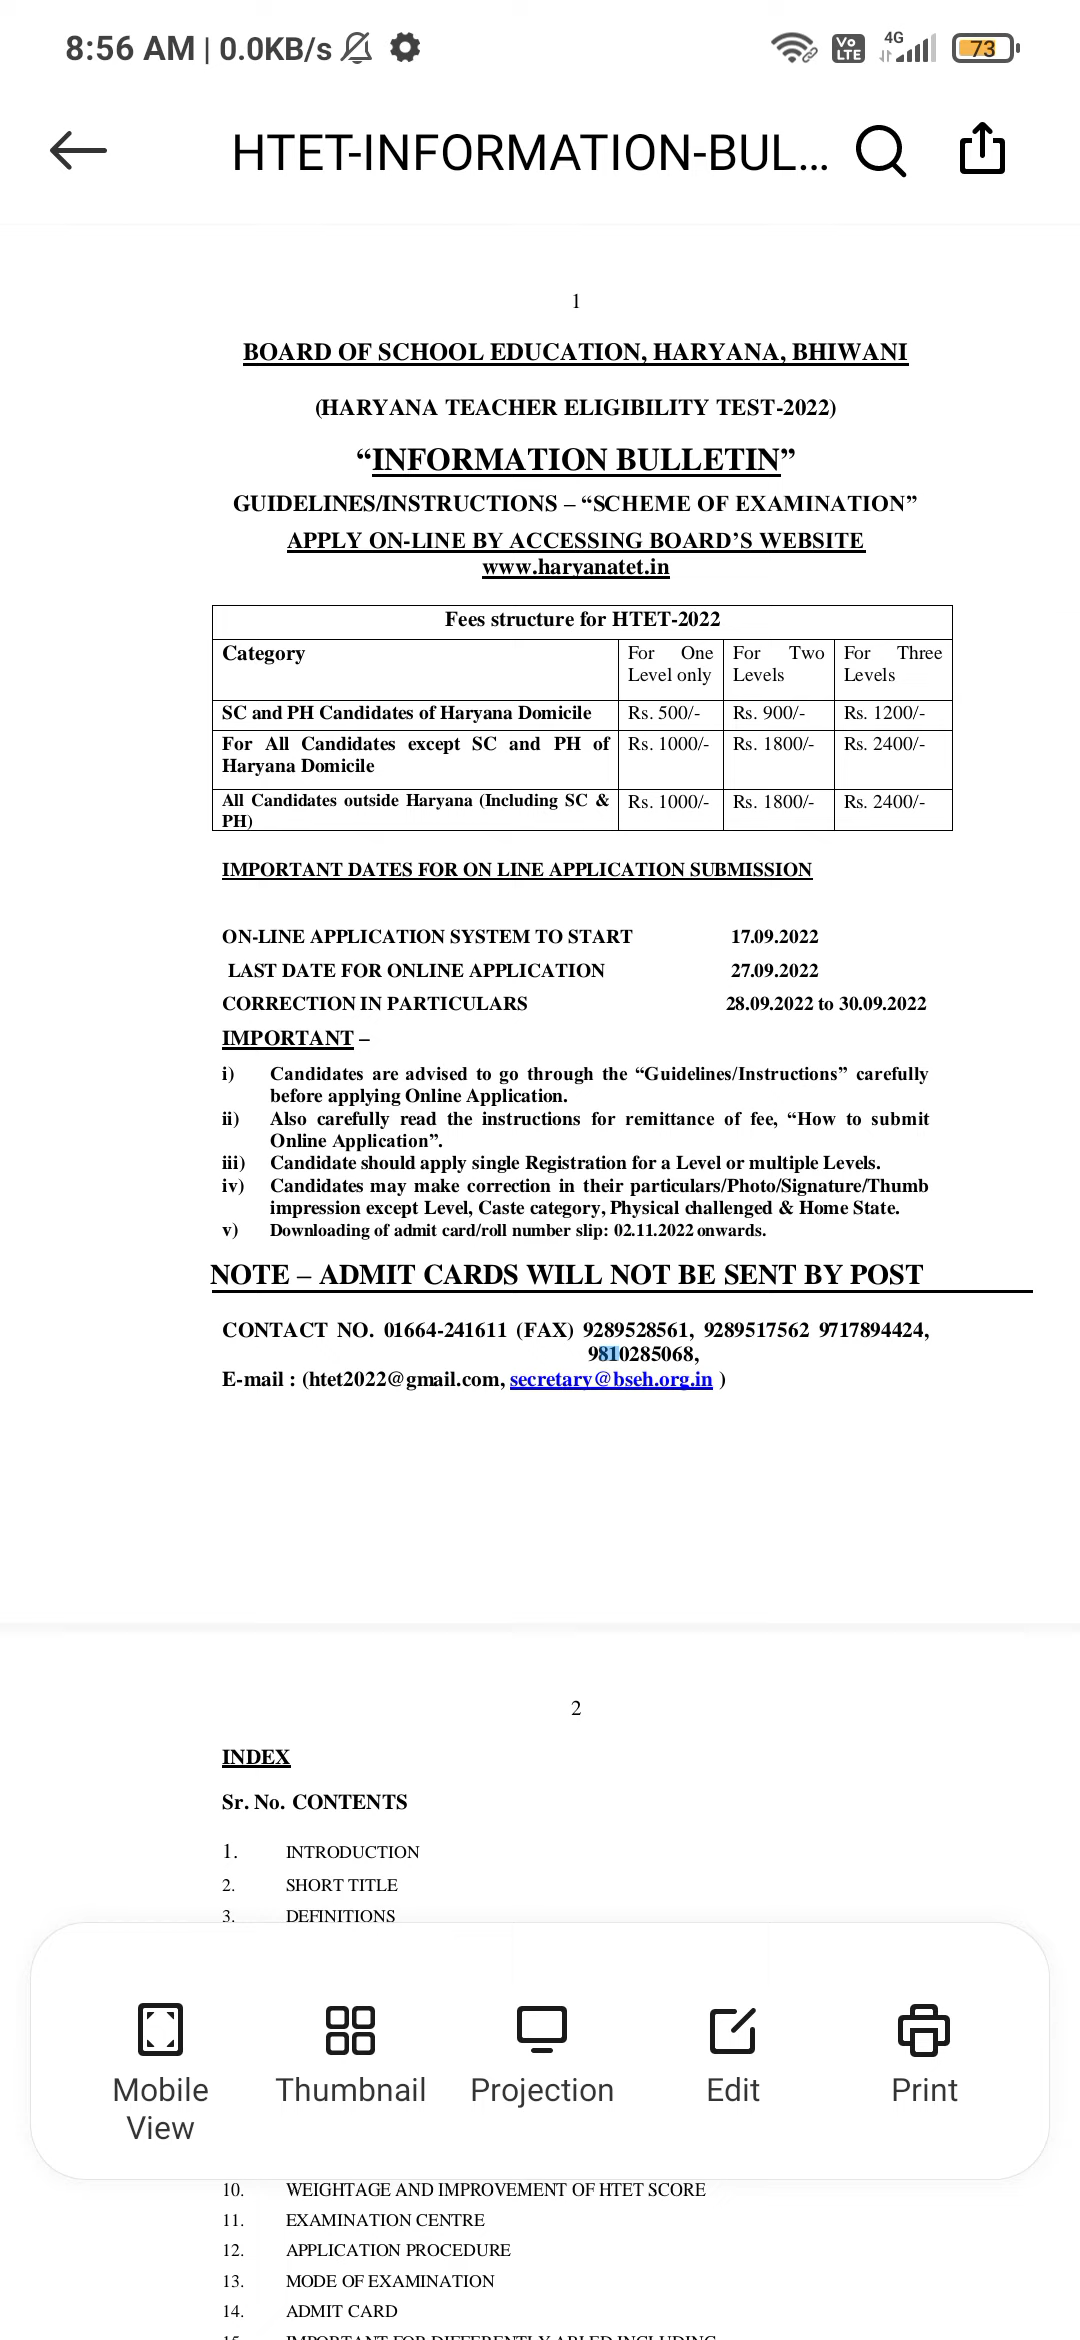 8:56 AM | 0.0KB/s
Vo LTE 4G 73
HTET-INFORMATION-BUL...
1
BOARD OF SCHOOL EDUCATION, HARYANA, BHIWANI
(HARYANA TEACHER ELIGIBILITY TEST-2022)
“INFORMATION BULLETIN”
GUIDELINES/INSTRUCTIONS – “SCHEME OF EXAMINATION”
APPLY ON-LINE BY ACCESSING BOARD’S WEBSITE
www.haryanatet.in
Fees structure for HTET-2022
Category For One Level only For Two Levels For Three Levels
SC and PH Candidates of Haryana Domicile Rs. 500/- Rs. 900/- Rs. 1200/-
For All Candidates except SC and PH of Haryana Domicile Rs. 1000/- Rs. 1800/- Rs. 2400/-
All Candidates outside Haryana (Including SC & PH) Rs. 1000/- Rs. 1800/- Rs. 2400/-
IMPORTANT DATES FOR ON LINE APPLICATION SUBMISSION
ON-LINE APPLICATION SYSTEM TO START 17.09.2022
LAST DATE FOR ONLINE APPLICATION 27.09.2022
CORRECTION IN PARTICULARS 28.09.2022 to 30.09.2022
IMPORTANT –
i) Candidates are advised to go through the “Guidelines/Instructions” carefully
before applying Online Application.
ii) Also carefully read the instructions for remittance of fee, “How to submit
Online Application”.
iii) Candidate should apply single Registration for a Level or multiple Levels.
iv) Candidates may make correction in their particulars/Photo/Signature/Thumb
impression except Level, Caste category, Physical challenged & Home State.
v) Downloading of admit card/roll number slip: 02.11.2022 onwards.
NOTE – ADMIT CARDS WILL NOT BE SENT BY POST
CONTACT NO. 01664-241611 (FAX) 9289528561, 9289517562 9717894424,
9810285068,
E-mail : (htet2022@gmail.com, secretary@bseh.org.in )
2
INDEX
Sr. No. CONTENTS
1. INTRODUCTION
2. SHORT TITLE
3. DEFINITIONS
Mobile View
Thumbnail
Projection
Edit
Print
10. WEIGHTAGE AND IMPROVEMENT OF HTET SCORE
11. EXAMINATION CENTRE
12. APPLICATION PROCEDURE
13. MODE OF EXAMINATION
14. ADMIT CARD